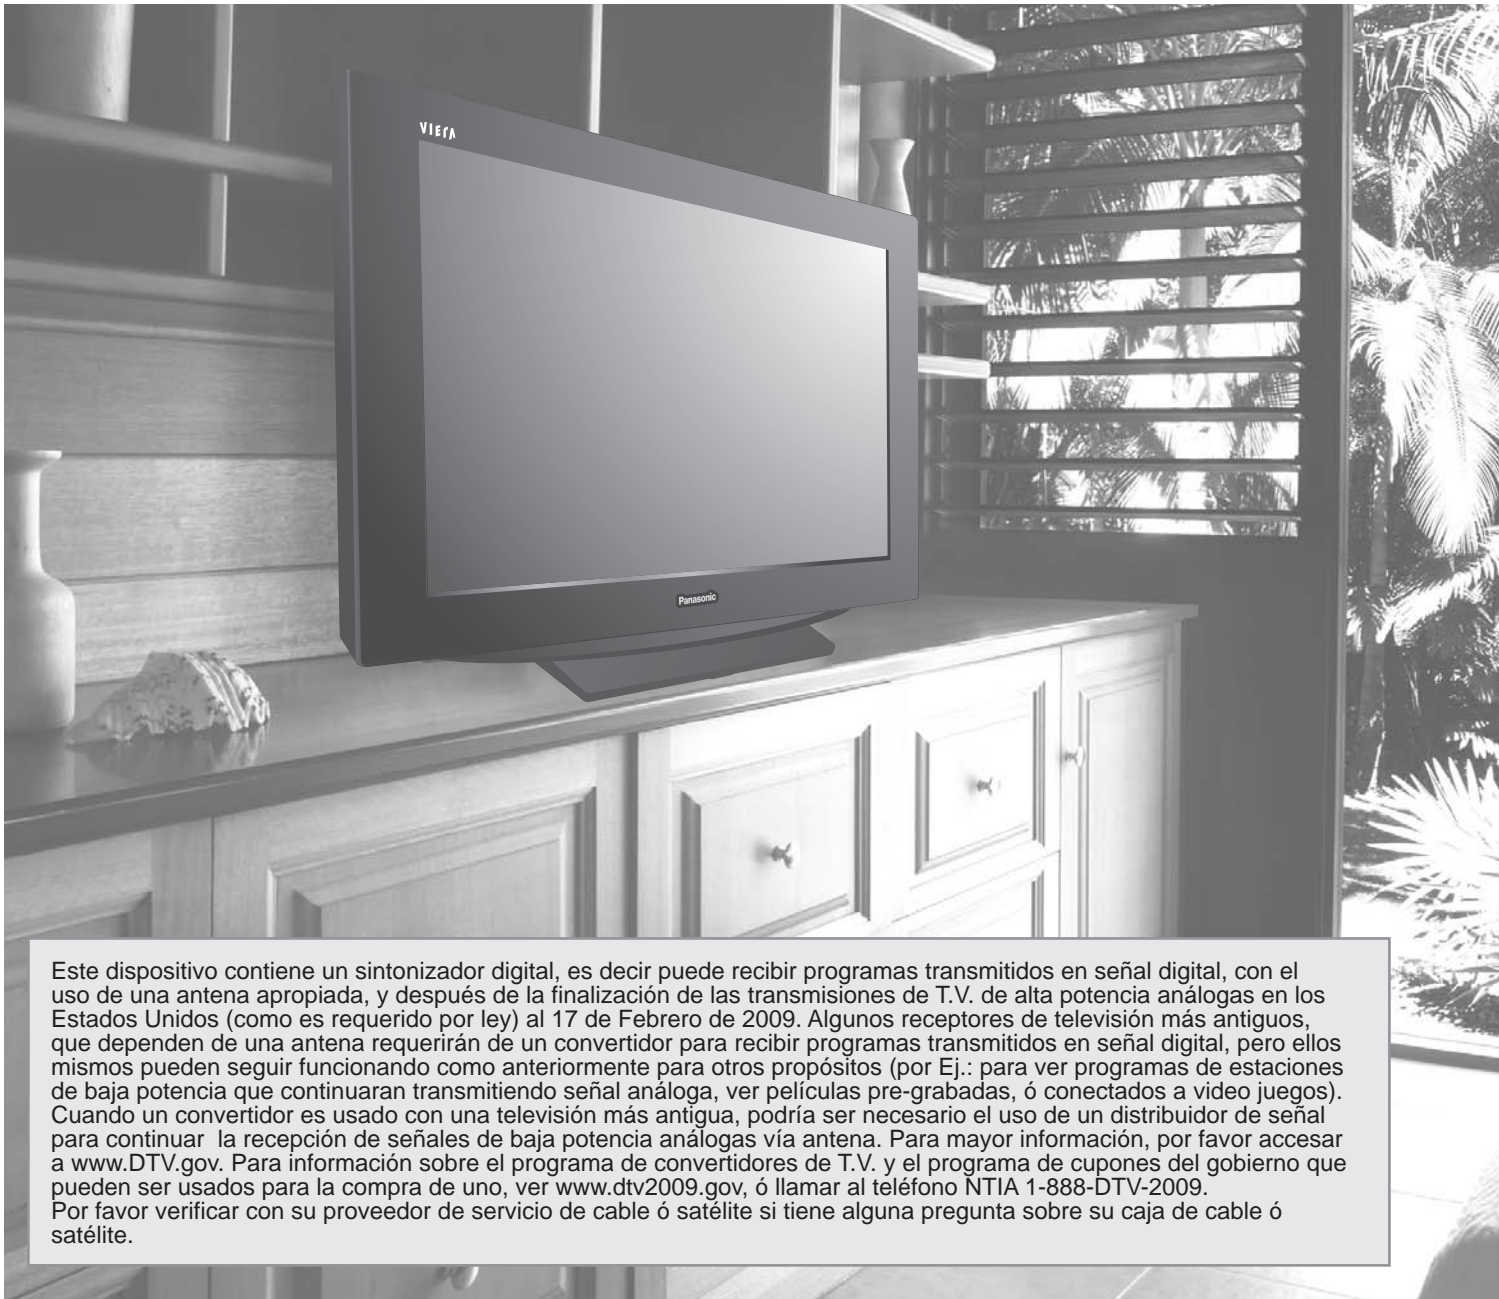 VIERA
Panasonic
Este dispositivo contiene un sintonizador digital, es decir puede recibir programas transmitidos en señal digital, con el
uso de una antena apropiada, y después de la finalización de las transmisiones de T.V. de alta potencia análogas en los
Estados Unidos (como es requerido por ley) al 17 de Febrero de 2009. Algunos receptores de televisión más antiguos,
que dependen de una antena requerirán de un convertidor para recibir programas transmitidos en señal digital, pero ellos
mismos pueden seguir funcionando como anteriormente para otros propósitos (por Ej.: para ver programas de estaciones
de baja potencia que continuaran transmitiendo señal análoga, ver películas pre-grabadas, ó conectados a video juegos).
Cuando un convertidor es usado con una televisión más antigua, podría ser necesario el uso de un distribuidor de señal
para continuar  la recepción de señales de baja potencia análogas vía antena. Para mayor información, por favor accesar
a www.DTV.gov. Para información sobre el programa de convertidores de T.V. y el programa de cupones del gobierno que
pueden ser usados para la compra de uno, ver www.dtv2009.gov, ó llamar al teléfono NTIA 1-888-DTV-2009.
Por favor verificar con su proveedor de servicio de cable ó satélite si tiene alguna pregunta sobre su caja de cable ó
satélite.